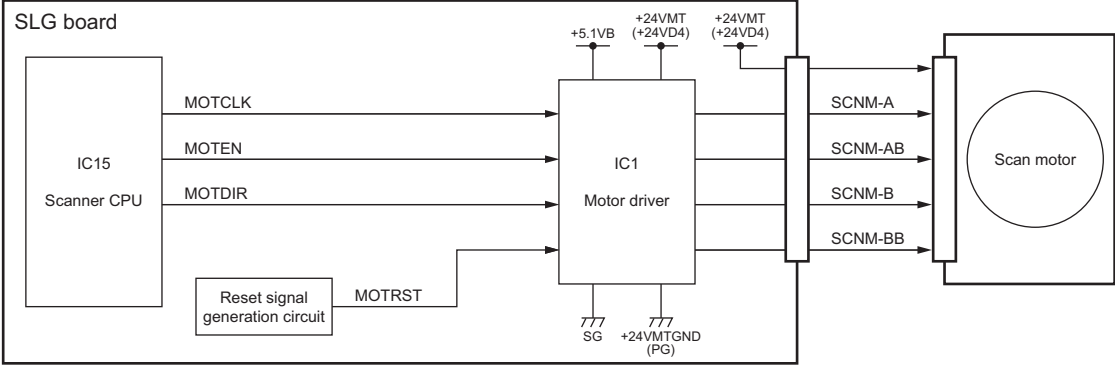 SLG board
+5.1VB
+24VMT
(+24VD4)
+24VMT
(+24VD4)
MOTCLK
MOTEN
MOTDIR
IC15
Scanner CPU
IC1
Motor driver
SCNM-A
SCNM-AB
SCNM-B
SCNM-BB
Scan motor
Reset signal
generation circuit
MOTRST
SG
+24VMTGND
(PG)